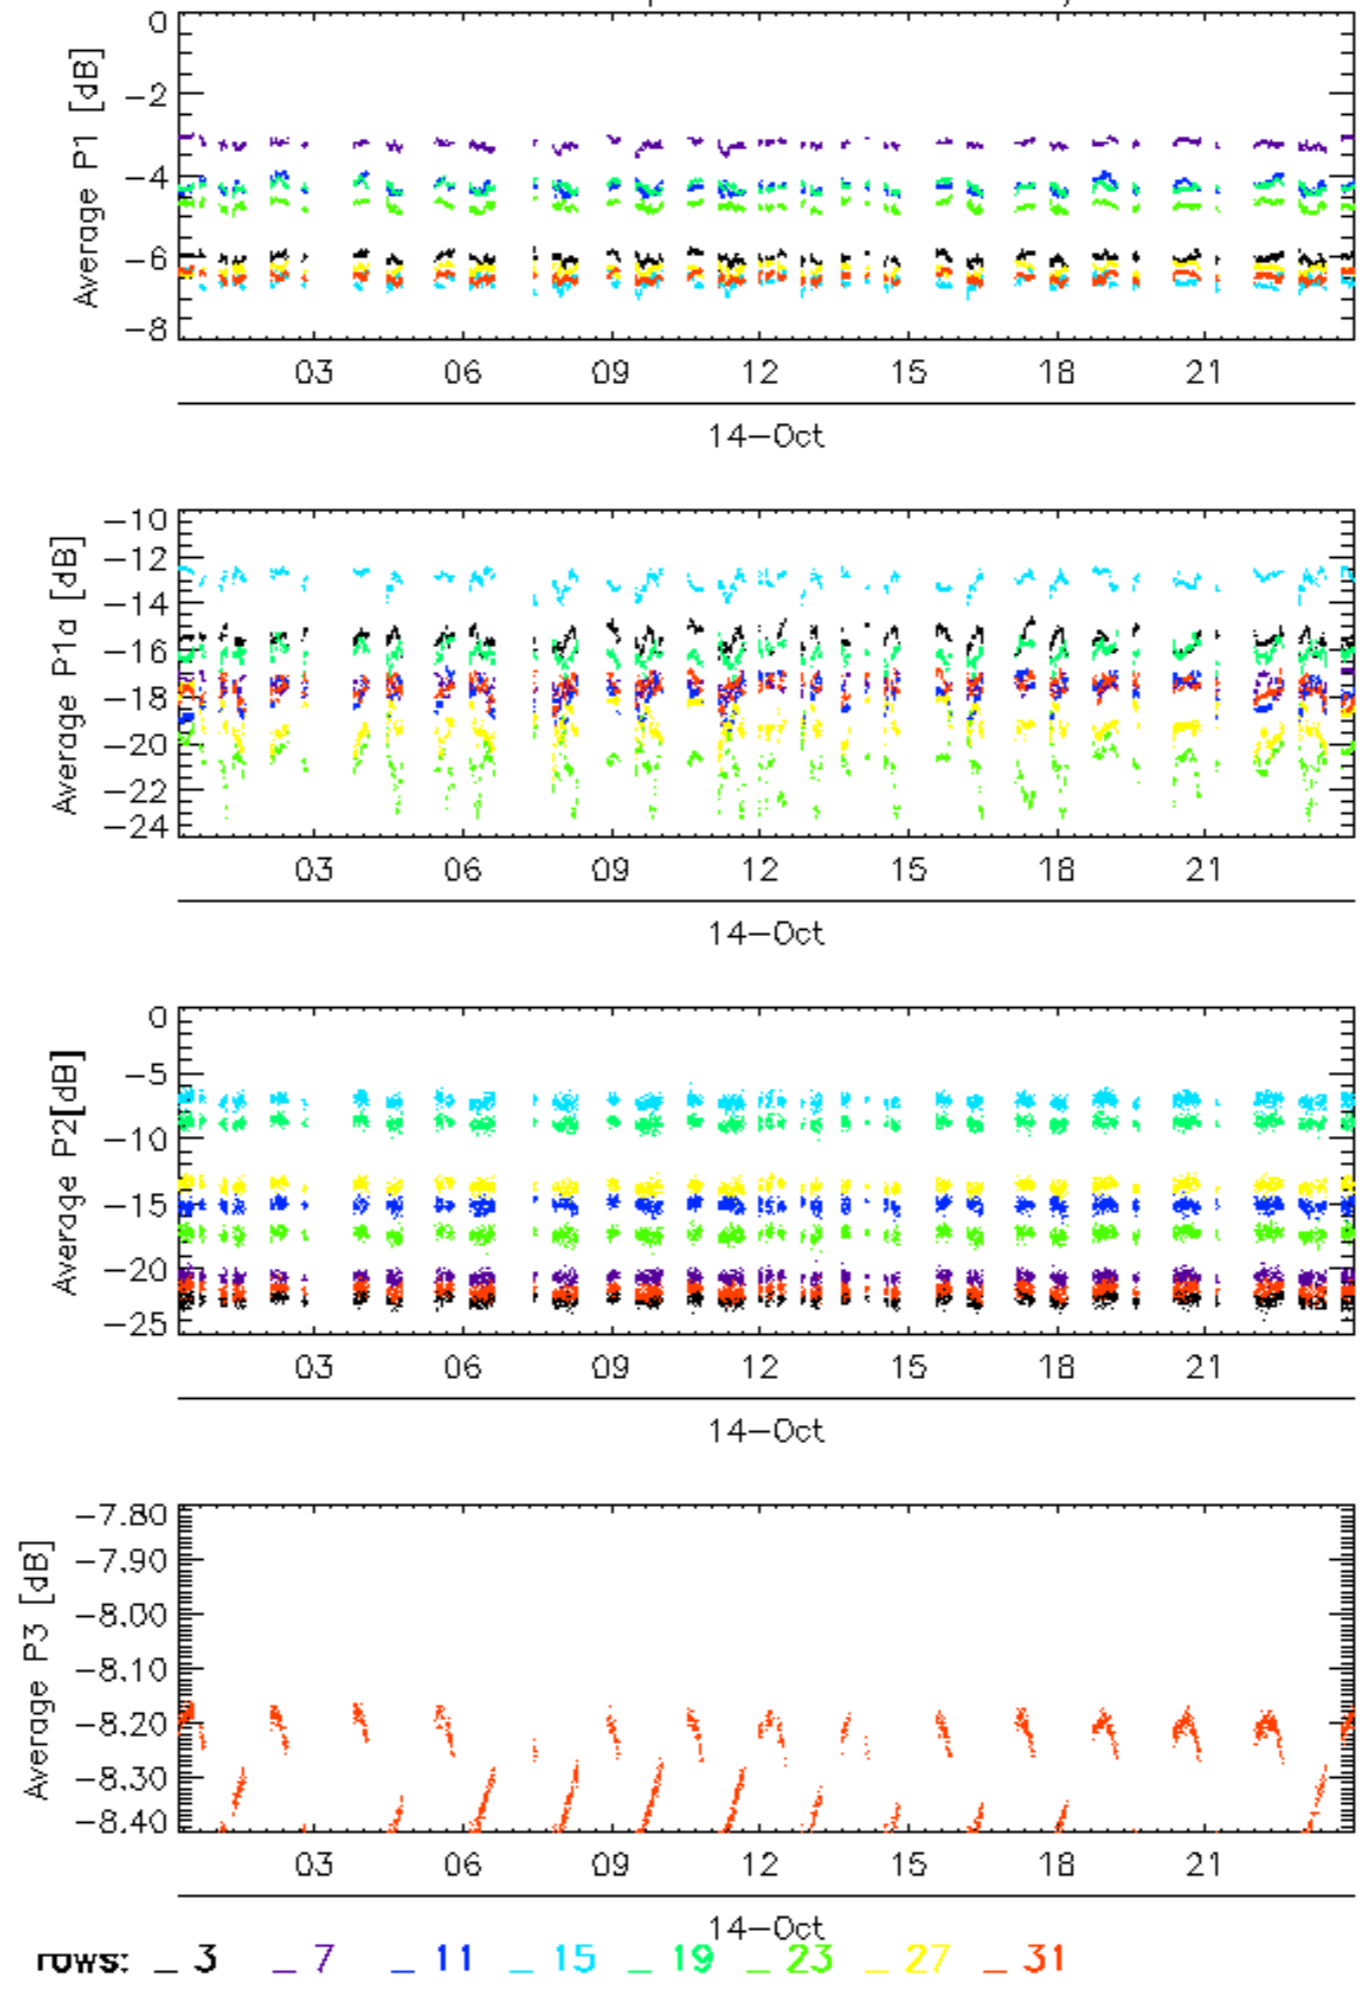 0
-2
-4
-6
-8
Average P1 [dB]
03 06 09 12 15 18 21
14-Oct
-10
-12
-14
-16
-18
-20
-22
-24
Average P1a [dB]
03 06 09 12 15 18 21
14-Oct
0
-5
-10
-15
-20
-25
Average P2[dB]
03 06 09 12 15 18 21
14-Oct
-7.80
-7.90
-8.00
-8.10
-8.20
-8.30
-8.40
Average P3 [dB]
03 06 09 12 15 18 21
14-Oct
rows: _ 3 _ 7 _ 11 _ 15 _ 19 _ 23 _ 27 _ 31